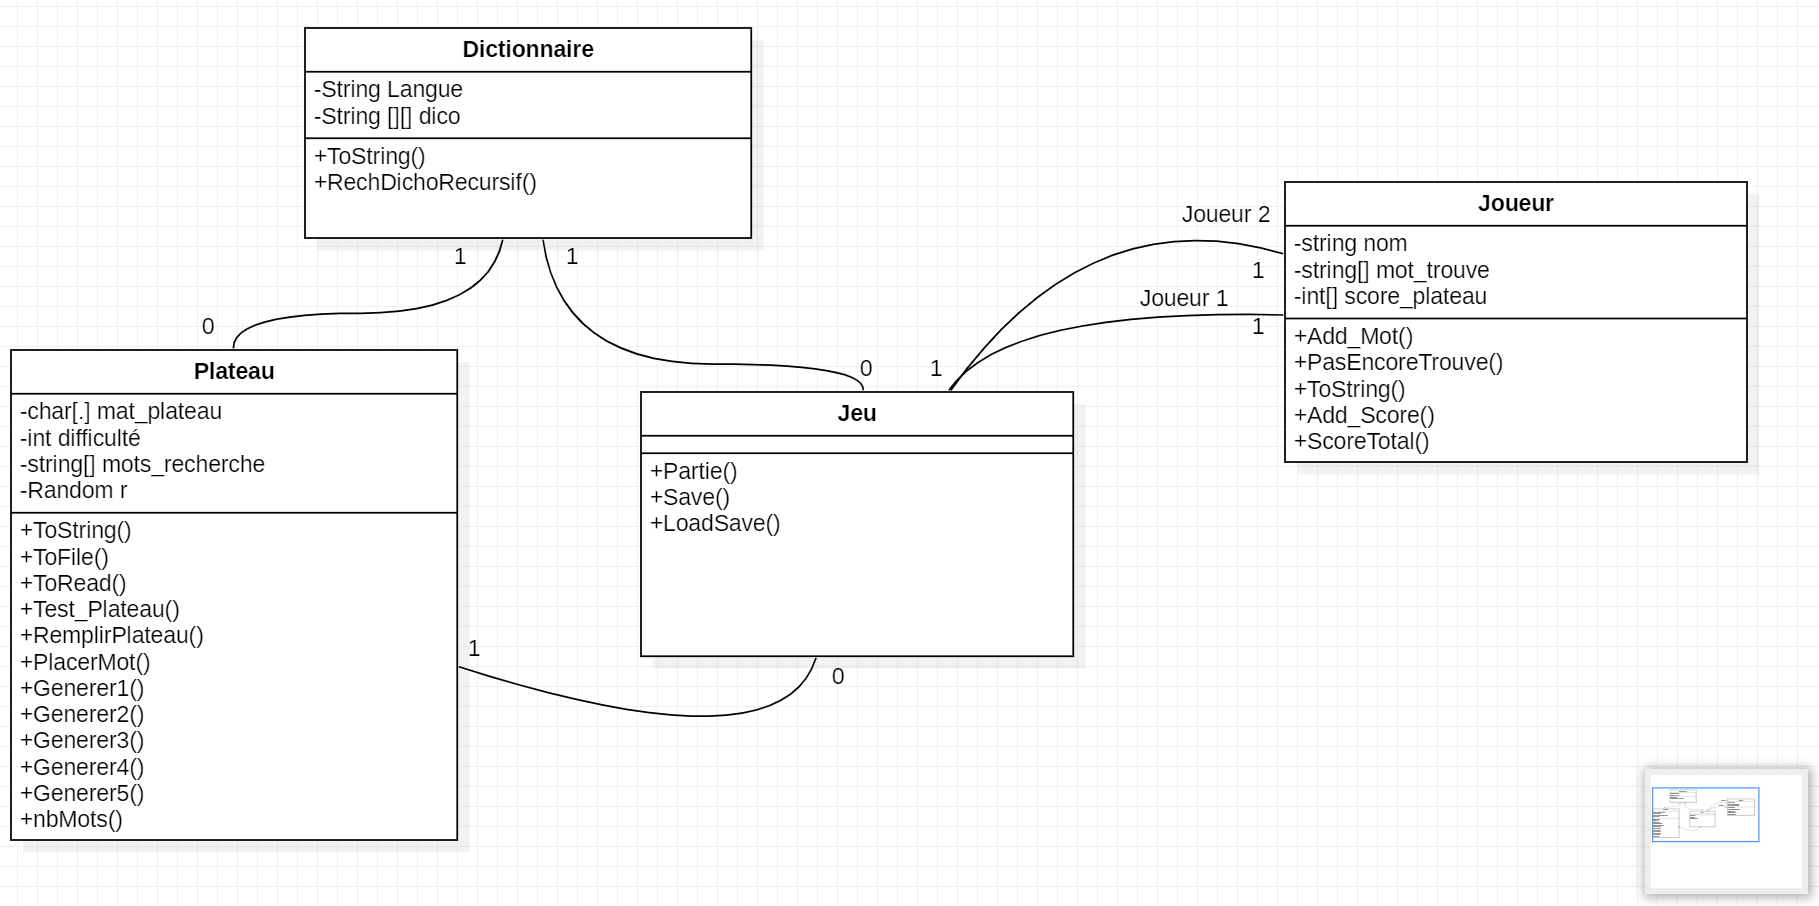 Dictionnaire
-String Langue
-String [][] dico
+ToString()
+RechDichoRecursif()
1
1
0
0
Joueur 2
1
Joueur 1
1
1
Joueur
-string nom
-string[] mot_trouve
-int[] score_plateau
+Add_Mot()
+PasEncoreTrouve()
+ToString()
+Add_Score()
+ScoreTotal()
Plateau
-char[.] mat_plateau
-int difficulté
-string[] mots_recherche
-Random r
+ToString()
+ToFile()
+ToRead()
+Test_Plateau()
+RemplirPlateau()
+PlacerMot()
+Generer1()
+Generer2()
+Generer3()
+Generer4()
+Generer5()
+nbMots()
Jeu
+Partie()
+Save()
+LoadSave()
1
0